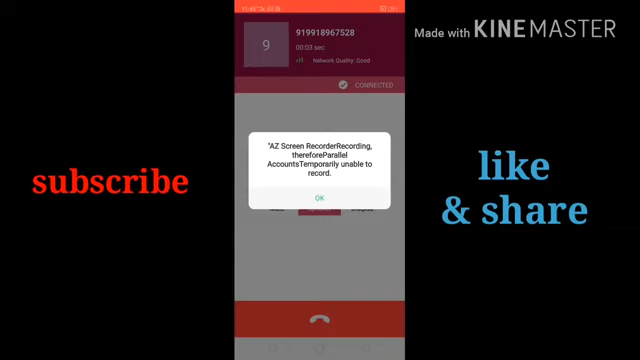 Made with KINEMASTER
919918967528
9
00:03 sec
Network Quality: Good
CONNECTED
"AZ Screen RecorderRecording,
thereforeParallel
AccountsTemporarily unable to
record.
OK
subscribe
like
& share